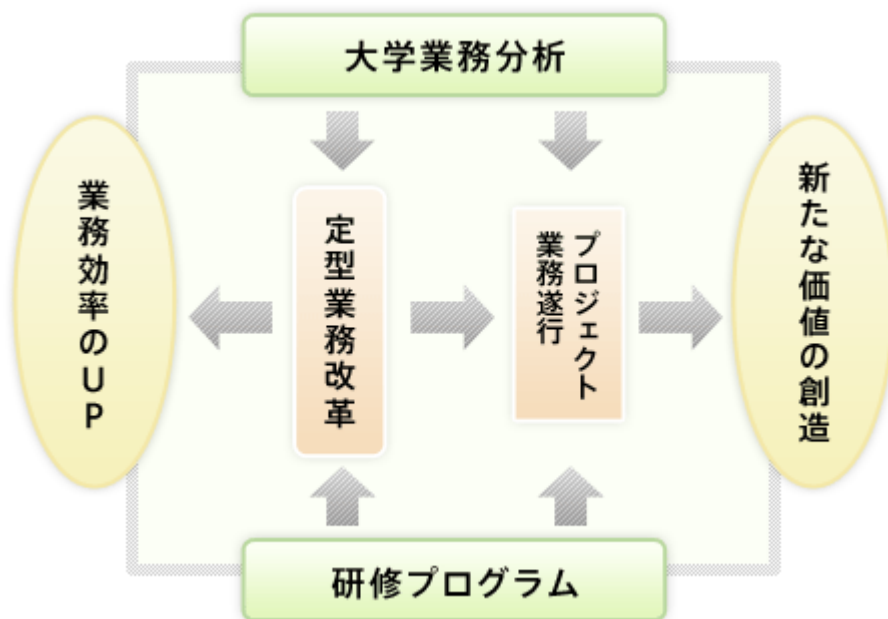 大学業務分析
業務効率のUP
定型業務改革
プロジェクト
業務遂行
新たな価値の創造
研修プログラム